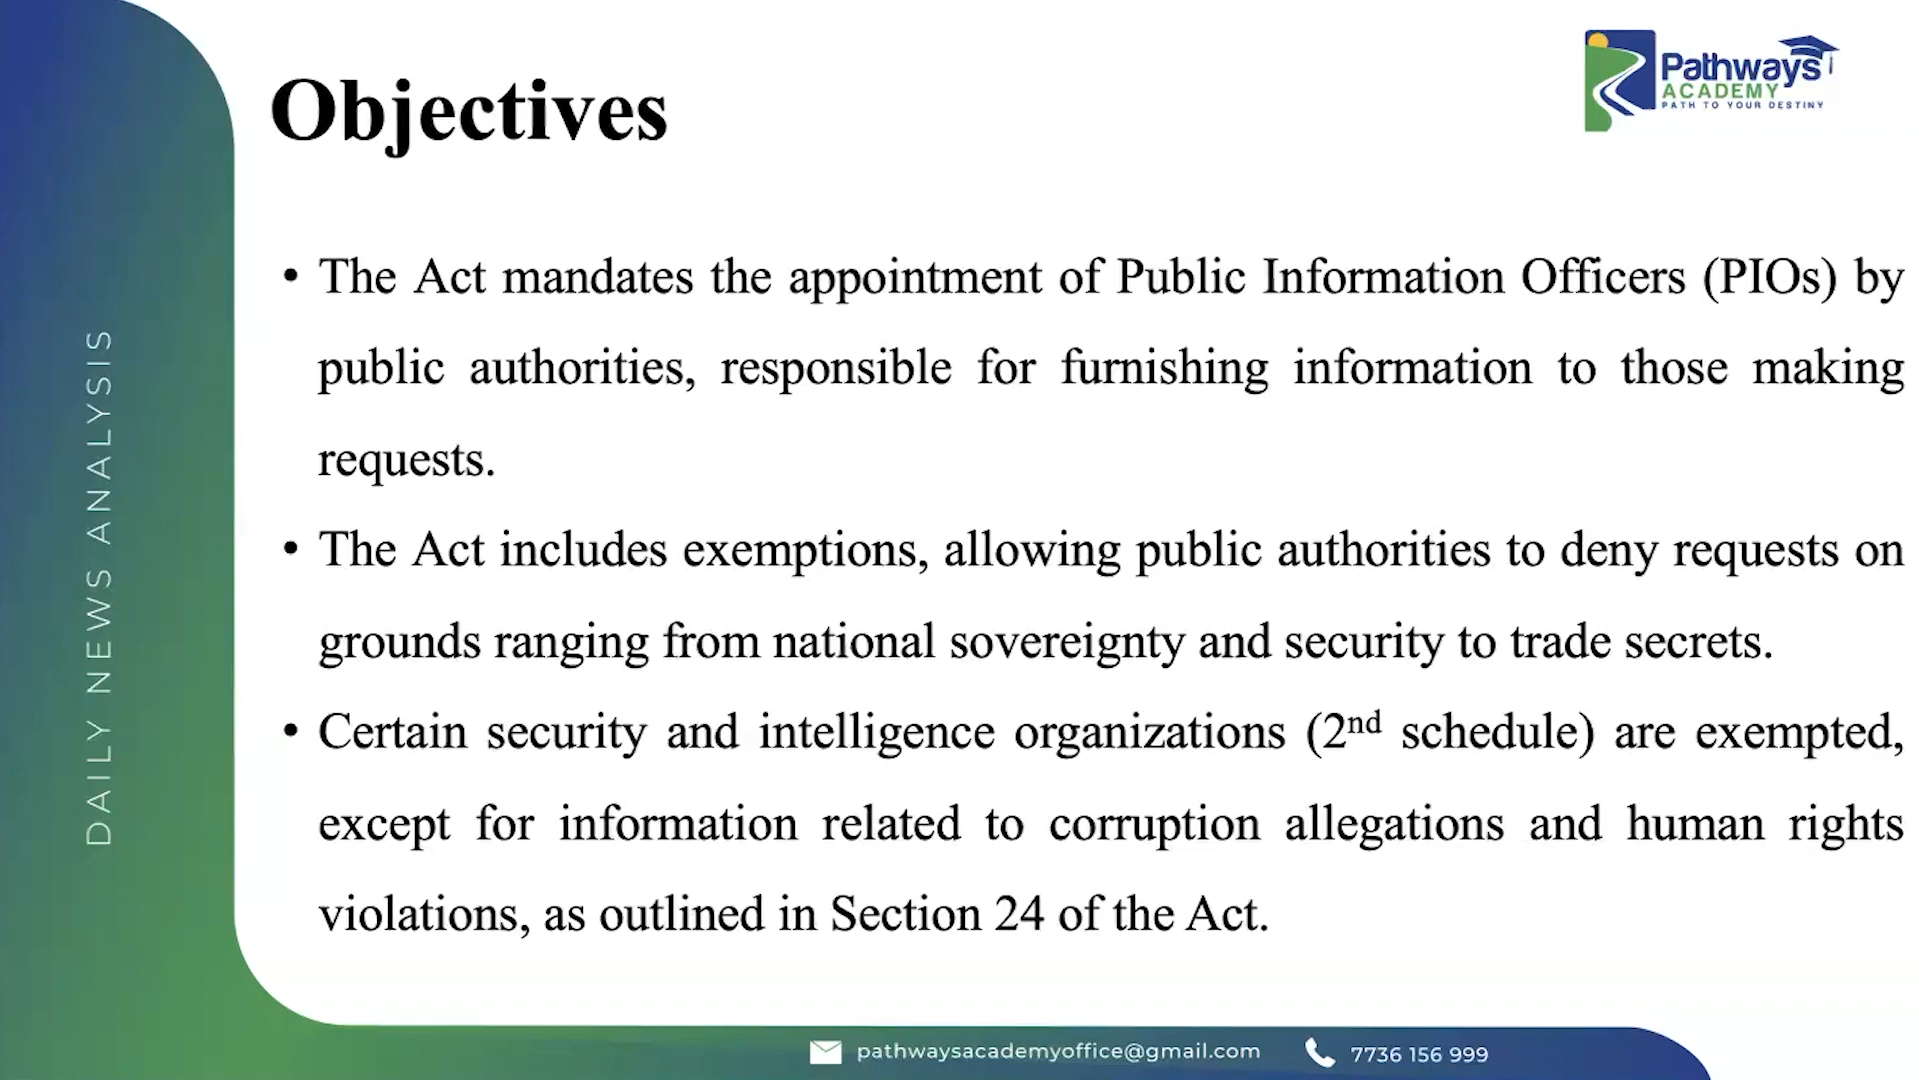 Objectives
Pathways
ACADEMY
PATH TO YOUR DESTINY
DAILY NEWS ANALYSIS
• The Act mandates the appointment of Public Information Officers (PIOs) by
public authorities, responsible for furnishing information to those making
requests.
• The Act includes exemptions, allowing public authorities to deny requests on
grounds ranging from national sovereignty and security to trade secrets.
• Certain security and intelligence organizations (2nd schedule) are exempted,
except for information related to corruption allegations and human rights
violations, as outlined in Section 24 of the Act.
pathwaysacademyoffice@gmail.com
7736 156 999